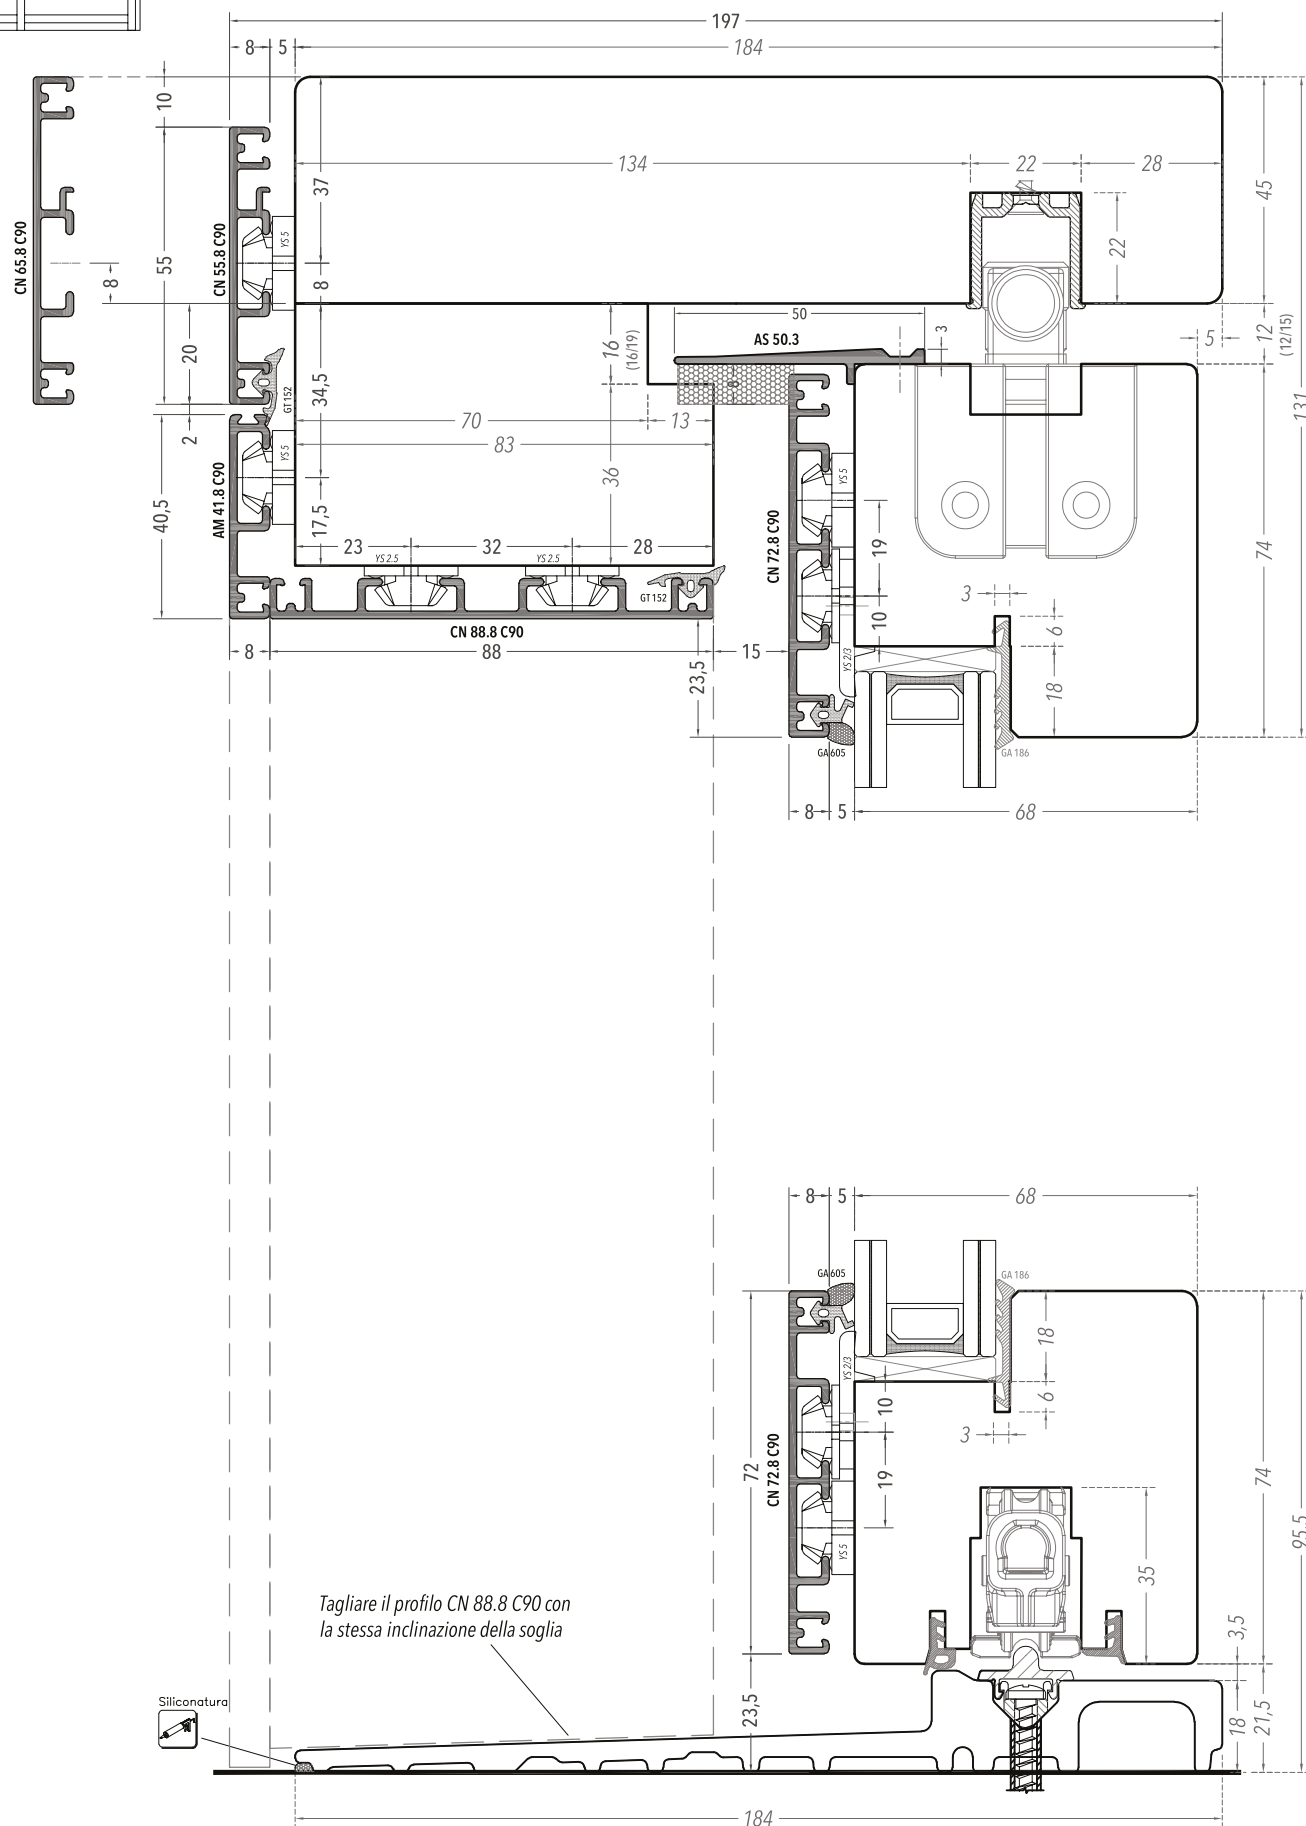 197
8
5
184
10
134
22
28
37
45
CN 65.8 C90
55
CN 55.8 C90
YS 5
22
8
8
50
AS 50.3
3
5
12
(12/15)
20
34,5
16
(16/19)
8
GT 152
2
70
13
131
83
AM 41.8 C90
YS 5
YS 5
36
40,5
17,5
CN 72.8 C90
19
74
23
32
28
YS 2.5
YS 2.5
GT 152
3
6
10
CN 88.8 C90
8
88
15
YS 2/3
23,5
18
GA 605
GA 186
8
5
68
8
5
68
GA 605
GA 186
18
YS 2/3
6
10
3
72
CN 72.8 C90
19
74
95,5
YS 5
35
Tagliare il profilo CN 88.8 C90 con
la stessa inclinazione della soglia
3,5
Siliconatura
23,5
18
21,5
184